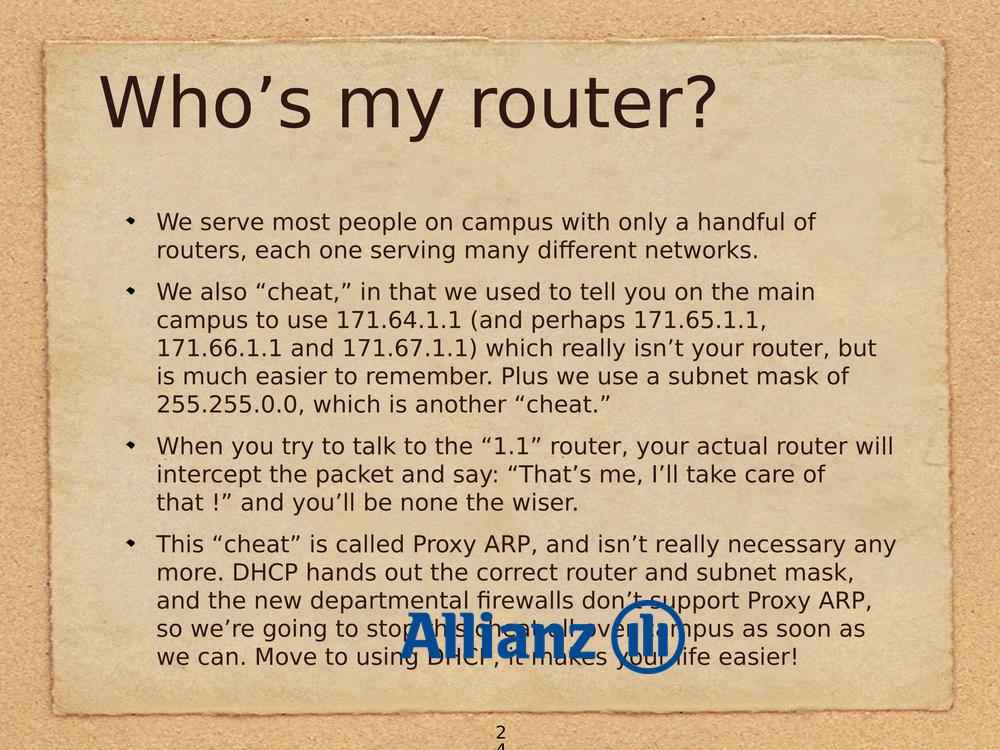 Who’s my router?
We serve most people on campus with only a handful of
routers, each one serving many different networks.
We also “cheat,” in that we used to tell you on the main
campus to use 171.64.1.1 (and perhaps 171.65.1.1,
171.66.1.1 and 171.67.1.1) which really isn’t your router, but
is much easier to remember. Plus we use a subnet mask of
255.255.0.0, which is another “cheat.”
When you try to talk to the “1.1” router, your actual router will
intercept the packet and say: “That’s me, I’ll take care of
that !” and you’ll be none the wiser.
This “cheat” is called Proxy ARP, and isn’t really necessary any
more. DHCP hands out the correct router and subnet mask,
and the new departmental firewalls don’t support Proxy ARP,
so we’re going to stop this cheat all over campus as soon as
we can. Move to using DHCP, it makes your life easier!
Allianz
2
4